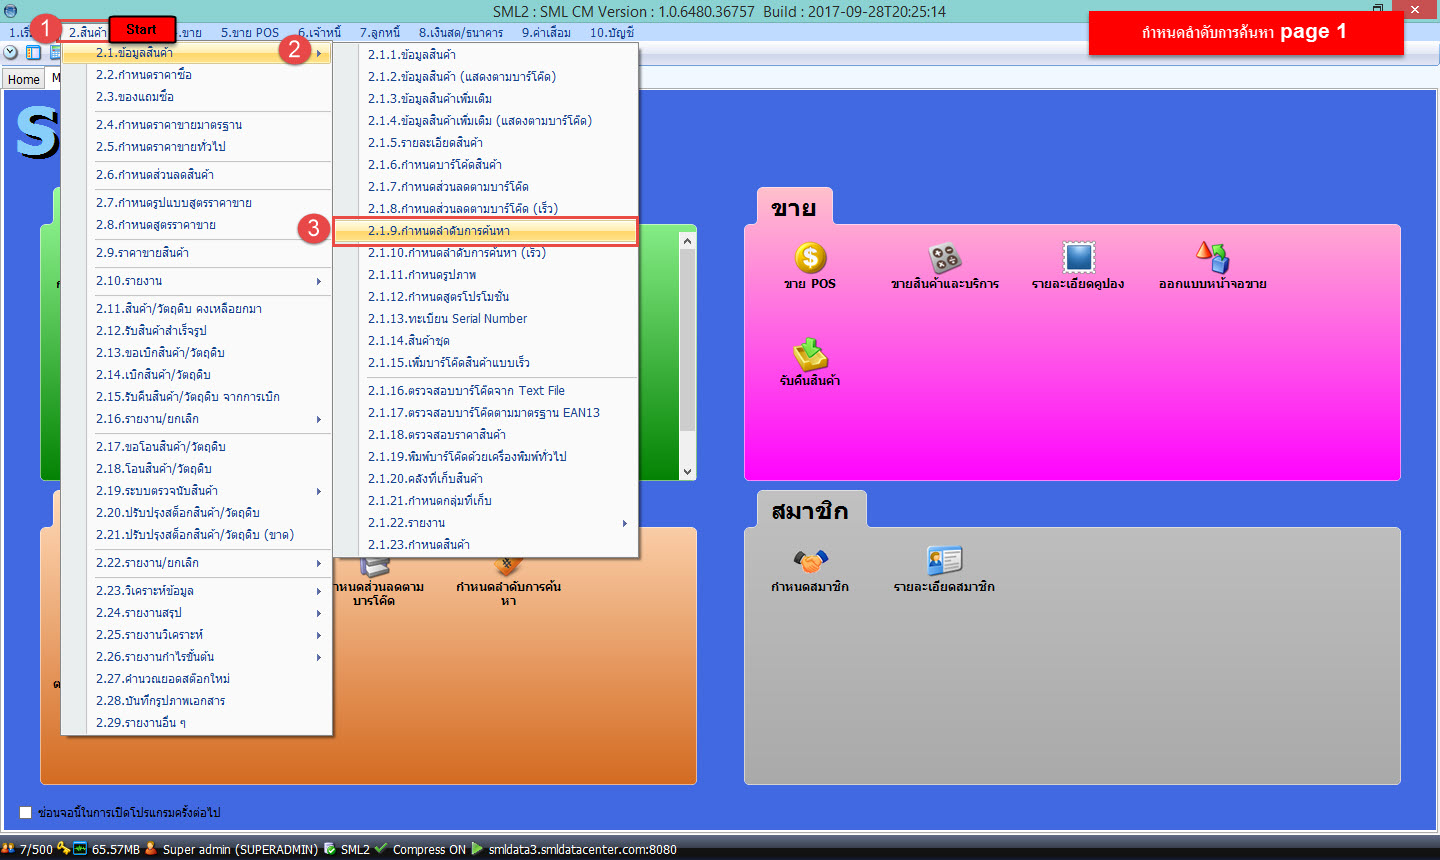 SML2 : SML CM Version : 1.0.6480.36757 Build : 2017-09-28T20:25:14
1
2.สินค้า
Start
ขาย
5.ขาย POS
6.เจ้าหนี้
7.ลูกหนี้
8.เงินสด/ธนาคาร
9.ค่าเสื่อม
10.บัญชี
กำหนดลำดับการค้นหา page 1
Home
M
2
2.1.ข้อมูลสินค้า
2.2.กำหนดราคาซื้อ
2.3.ของแถมซื้อ
2.4.กำหนดราคาขายมาตรฐาน
2.5.กำหนดราคาขายทั่วไป
2.6.กำหนดส่วนลดสินค้า
2.7.กำหนดรูปแบบสูตรราคาขาย
2.8.กำหนดสูตรราคาขาย
2.9.ราคาขายสินค้า
2.10.รายงาน
2.11.สินค้า/วัตถุดิบ คงเหลือยกมา
2.12.รับสินค้าสำเร็จรูป
2.13.ขอเบิกสินค้า/วัตถุดิบ
2.14.เบิกสินค้า/วัตถุดิบ
2.15.รับคืนสินค้า/วัตถุดิบ จากการเบิก
2.16.รายงาน/ยกเลิก
2.17.ขอโอนสินค้า/วัตถุดิบ
2.18.โอนสินค้า/วัตถุดิบ
2.19.ระบบตรวจนับสินค้า
2.20.ปรับปรุงสต็อกสินค้า/วัตถุดิบ
2.21.ปรับปรุงสต็อกสินค้า/วัตถุดิบ (ขาด)
2.22.รายงาน/ยกเลิก
2.23.วิเคราะห์ข้อมูล
2.24.รายงานสรุป
2.25.รายงานวิเคราะห์
2.26.รายงานกำไรขั้นต้น
2.27.คำนวณยอดสต๊อกใหม่
2.28.บันทึกรูปภาพเอกสาร
2.29.รายงานอื่น ๆ
2.1.1.ข้อมูลสินค้า
2.1.2.ข้อมูลสินค้า (แสดงตามบาร์โค๊ด)
2.1.3.ข้อมูลสินค้าเพิ่มเติม
2.1.4.ข้อมูลสินค้าเพิ่มเติม (แสดงตามบาร์โค๊ด)
2.1.5.รายละเอียดสินค้า
2.1.6.กำหนดบาร์โค๊ดสินค้า
2.1.7.กำหนดส่วนลดตามบาร์โค๊ด
2.1.8.กำหนดส่วนลดตามบาร์โค๊ด (เร็ว)
3
2.1.9.กำหนดลำดับการค้นหา
2.1.10.กำหนดลำดับการค้นหา (เร็ว)
2.1.11.กำหนดรูปภาพ
2.1.12.กำหนดสูตรโปรโมชั่น
2.1.13.ทะเบียน Serial Number
2.1.14.สินค้าชุด
2.1.15.เพิ่มบาร์โค๊ดสินค้าแบบเร็ว
2.1.16.ตรวจสอบบาร์โค๊ดจาก Text File
2.1.17.ตรวจสอบบาร์โค๊ดตามมาตรฐาน EAN13
2.1.18.ตรวจสอบราคาสินค้า
2.1.19.พิมพ์บาร์โค๊ดด้วยเครื่องพิมพ์ทั่วไป
2.1.20.คลังที่เก็บสินค้า
2.1.21.กำหนดกลุ่มที่เก็บ
2.1.22.รายงาน
2.1.23.กำหนดสินค้า
ขาย
ขาย POS
ขายสินค้าและบริการ
รายละเอียดคูปอง
ออกแบบหน้าจอขาย
รับคืนสินค้า
กำหนดลำดับการค้น
หา
บาร์โค๊ด
สมาชิก
กำหนดสมาชิก
รายละเอียดสมาชิก
ซ่อนจอนี้ในการเปิดโปรแกรมครั้งต่อไป
7/500
65.57MB
Super admin (SUPERADMIN)
SML2
Compress ON
smldata3.smldatacenter.com:8080